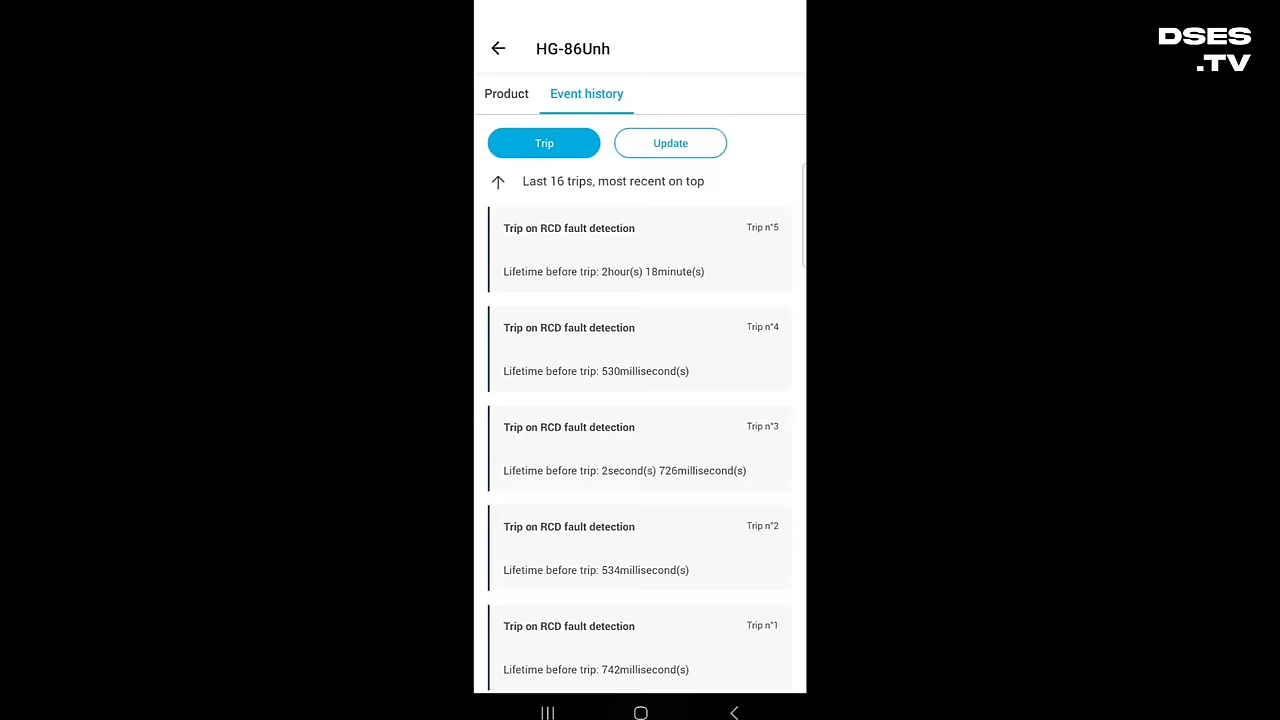 DSES
.TV
HG-86Unh
Product Event history
Trip Update
Last 16 trips, most recent on top
Trip on RCD fault detection Trip n°5
Lifetime before trip: 2hour(s) 18minute(s)
Trip on RCD fault detection Trip n°4
Lifetime before trip: 530millisecond(s)
Trip on RCD fault detection Trip n°3
Lifetime before trip: 2second(s) 726millisecond(s)
Trip on RCD fault detection Trip n°2
Lifetime before trip: 534millisecond(s)
Trip on RCD fault detection Trip n°1
Lifetime before trip: 742millisecond(s)